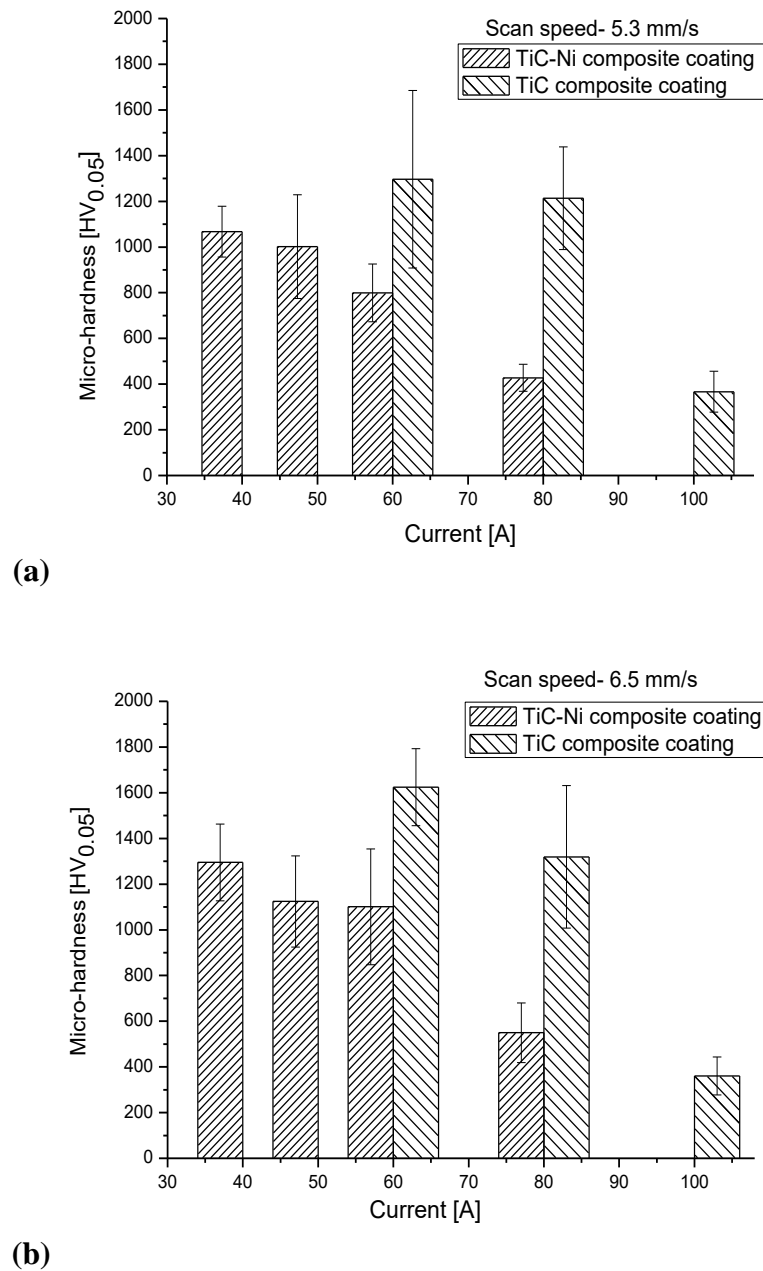 Scan speed- 5.3 mm/s
TiC-Ni composite coating
TiC composite coating
2000
1800
1600
1400
1200
1000
800
600
400
200
0
Micro-hardness [HV0.05]
30 40 50 60 70 80 90 100
Current [A]
(a)
Scan speed- 6.5 mm/s
TiC-Ni composite coating
TiC composite coating
2000
1800
1600
1400
1200
1000
800
600
400
200
0
Micro-hardness [HV0.05]
30 40 50 60 70 80 90 100
Current [A]
(b)